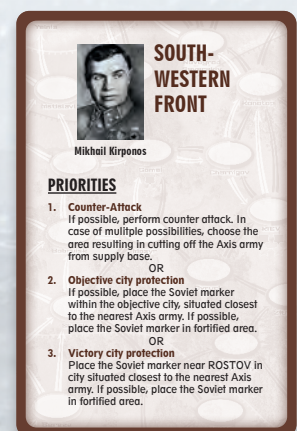 SOUTH-
WESTERN
FRONT
Mikhail Kirponos
PRIORITIES
1. Counter-Attack
If possible, perform counter attack. In
case of mulitple possibilities, choose the
area resulting in cutting off the Axis army
from supply base.
OR
2. Objective city protection
If possible, place the Soviet marker
within the objective city, situated closest
to the nearest Axis army. If possible,
place the Soviet marker in fortified area.
OR
3. Victory city protection
Place the Soviet marker near ROSTOV in
city situated closest to the nearest Axis
army. If possible, place the Soviet marker
in fortified area.